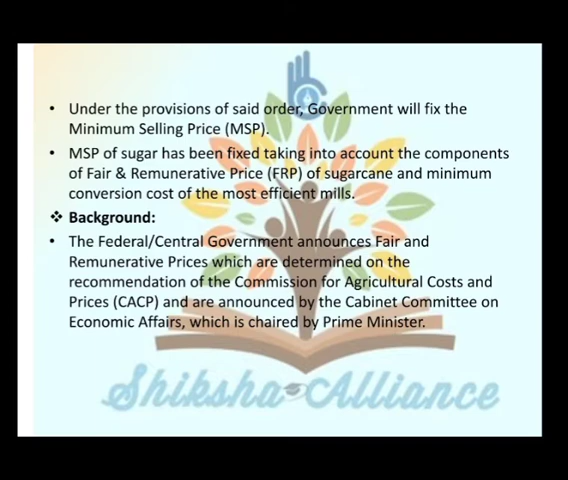 • Under the provisions of said order, Government will fix the
Minimum Selling Price (MSP).
• MSP of sugar has been fixed taking into account the components
of Fair & Remunerative Price (FRP) of sugarcane and minimum
conversion cost of the most efficient mills.
❖ Background:
• The Federal/Central Government announces Fair and
Remunerative Prices which are determined on the
recommendation of the Commission for Agricultural Costs and
Prices (CACP) and are announced by the Cabinet Committee on
Economic Affairs, which is chaired by Prime Minister.
Shiksha Alliance